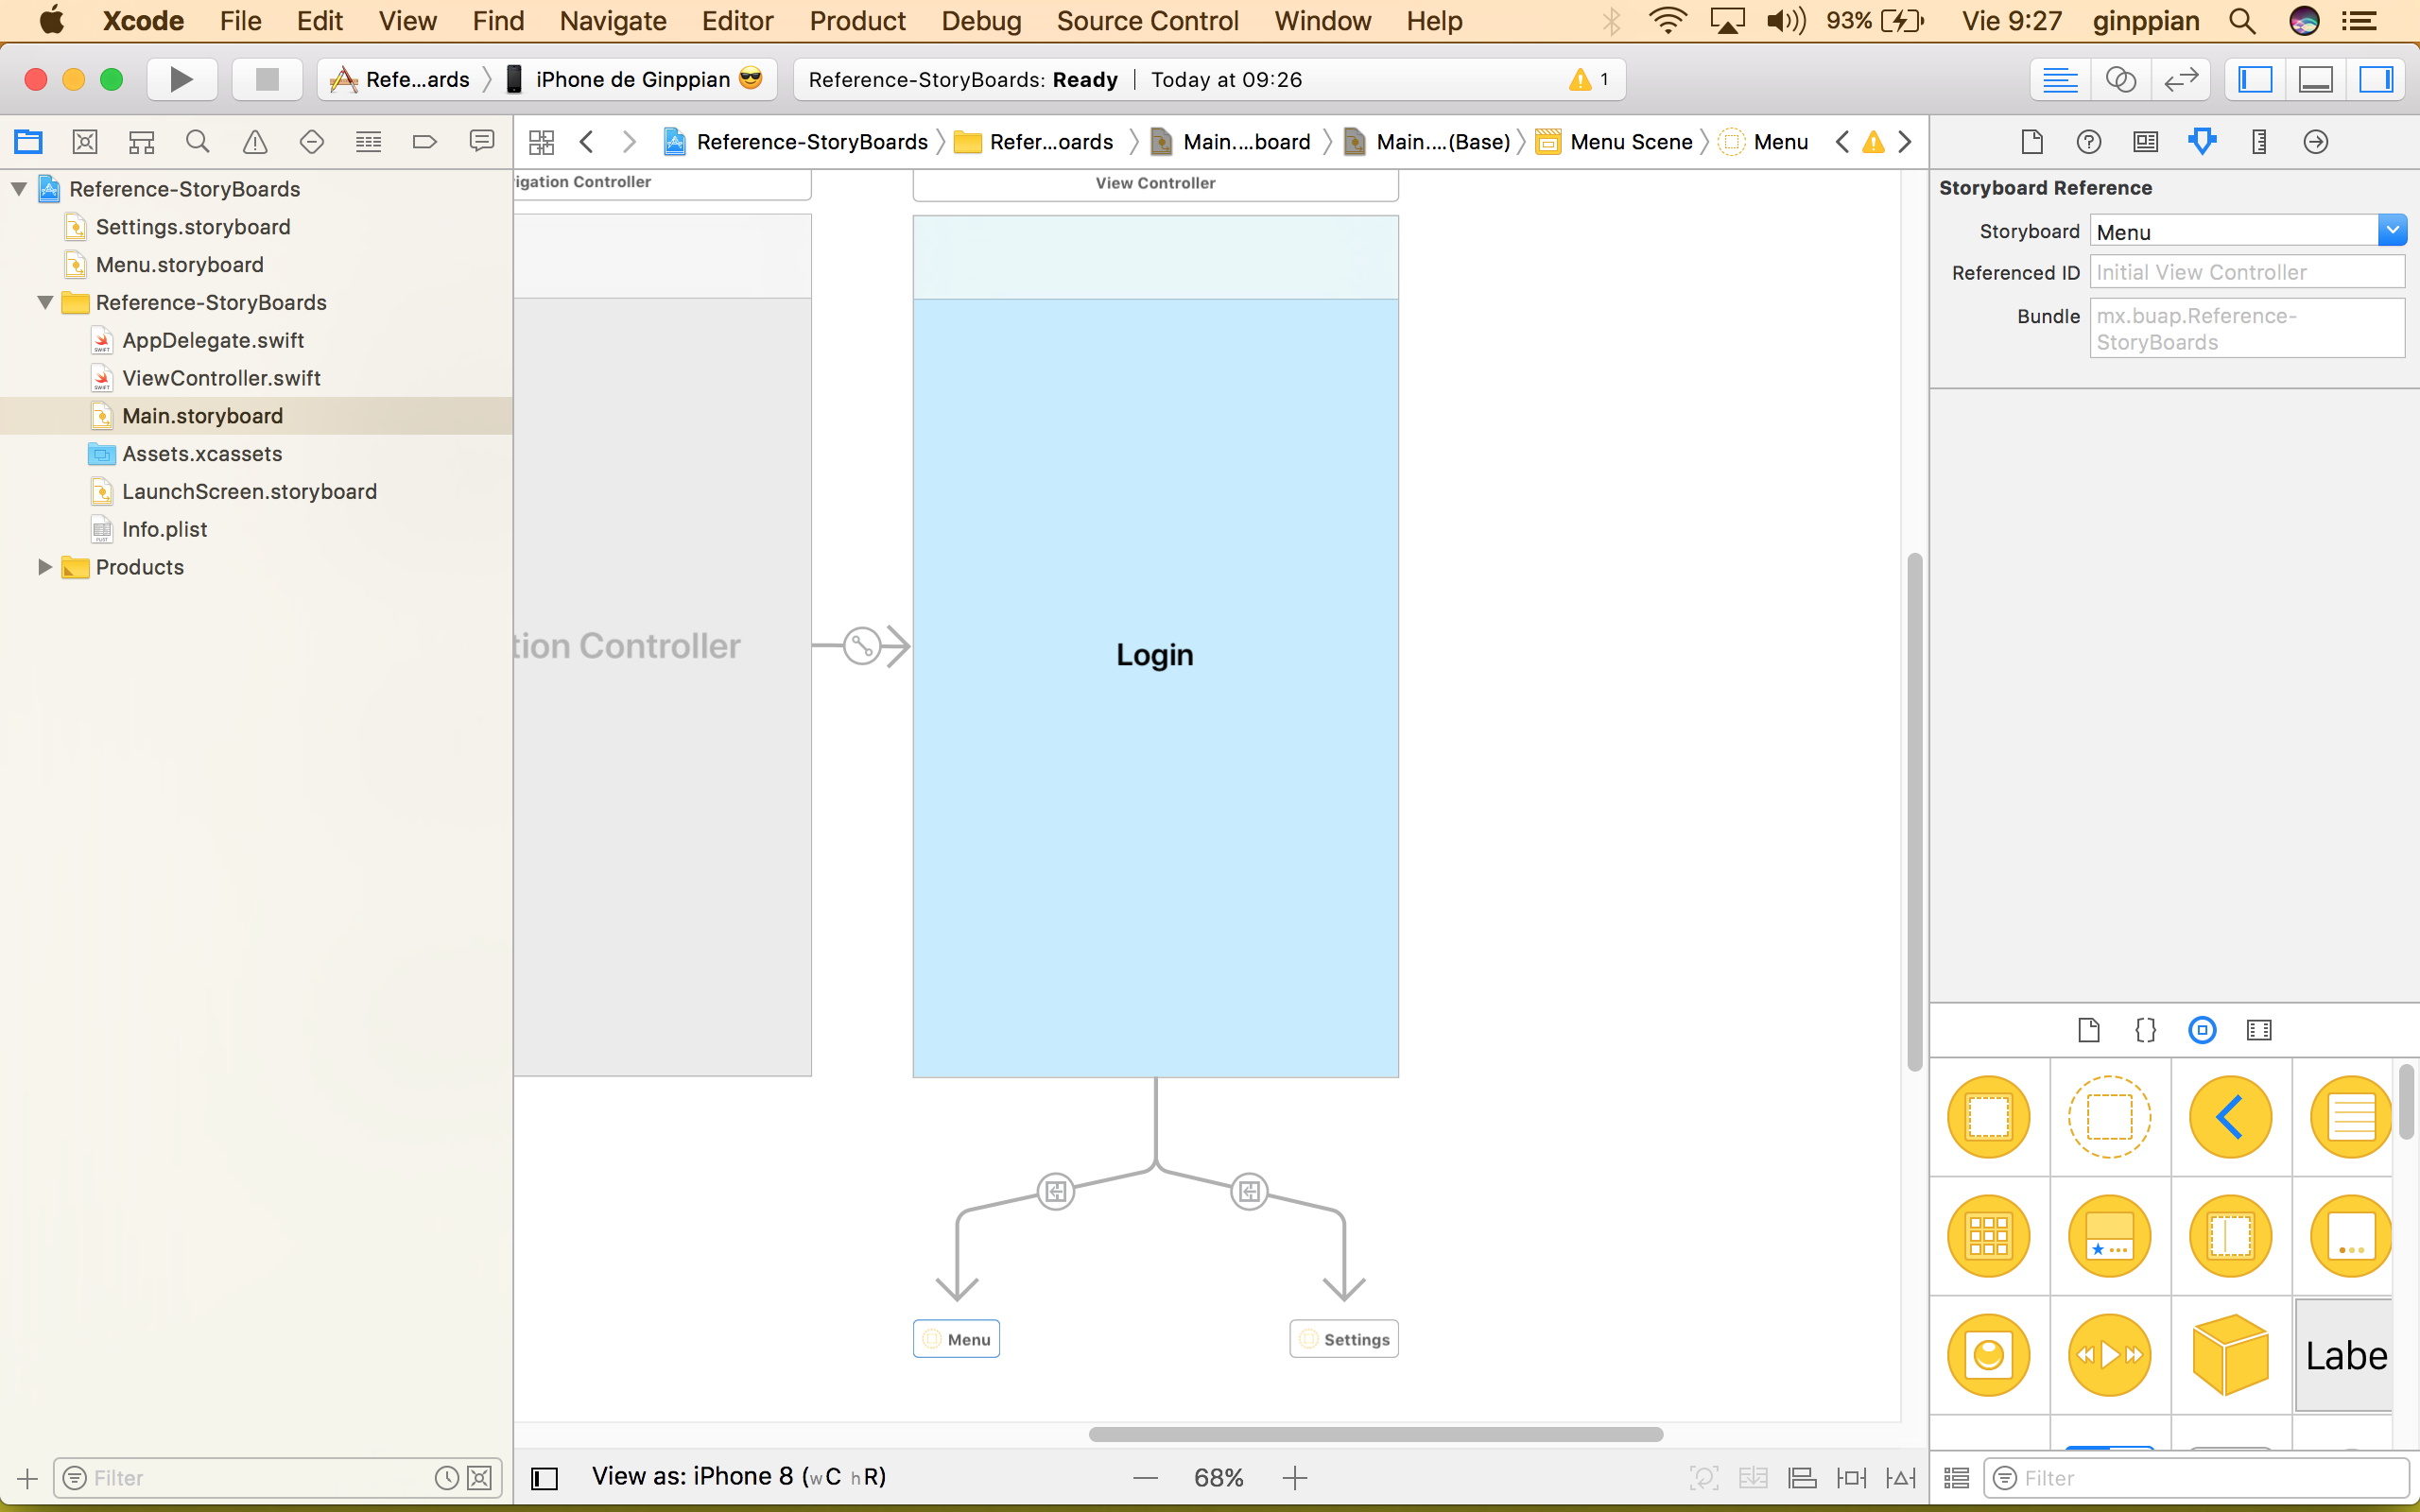 Xcode File Edit View Find Navigate Editor Product Debug Source Control Window Help 93% Vie 9:27 ginppian
Refe...ards iPhone de Ginppian 😎 Reference-StoryBoards: Ready Today at 09:26 1
Reference-StoryBoards Refer...oards Main....board Main....(Base) Menu Scene Menu
Reference-StoryBoards
Settings.storyboard
Menu.storyboard
Reference-StoryBoards
AppDelegate.swift
ViewController.swift
Main.storyboard
Assets.xcassets
LaunchScreen.storyboard
Info.plist
Products
Filter
igation Controller
tion Controller
View Controller
Login
Menu
Settings
View as: iPhone 8 (wC hR)
68%
Storyboard Reference
Storyboard Menu
Referenced ID Initial View Controller
Bundle mx.buap.Reference-
StoryBoards
Labe
Filter